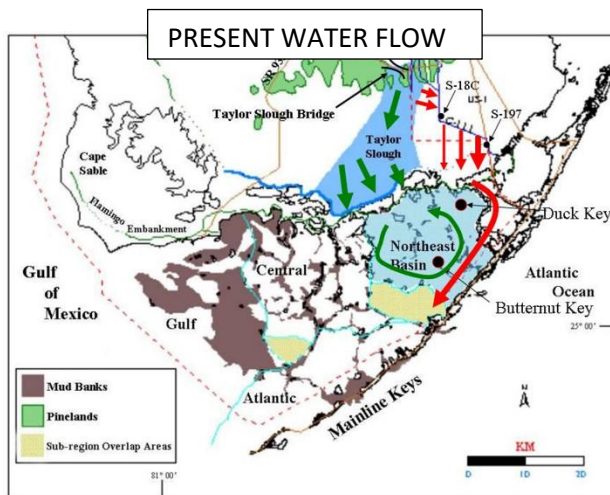 PRESENT WATER FLOW
S-18C
US-1
S-197
Taylor Slough Bridge
Taylor
Slough
Cape
Sable
Flamingo
Embankment
Duck Key
Northeast
Basin
Central
Gulf
of
Mexico
Atlantic
Ocean
Butternut Key
25° 00'
Gulf
Atlantic
Mainline Keys
Mud Banks
Pinelands
Sub-region Overlap Areas
N
KM
0
10
20
81° 00'